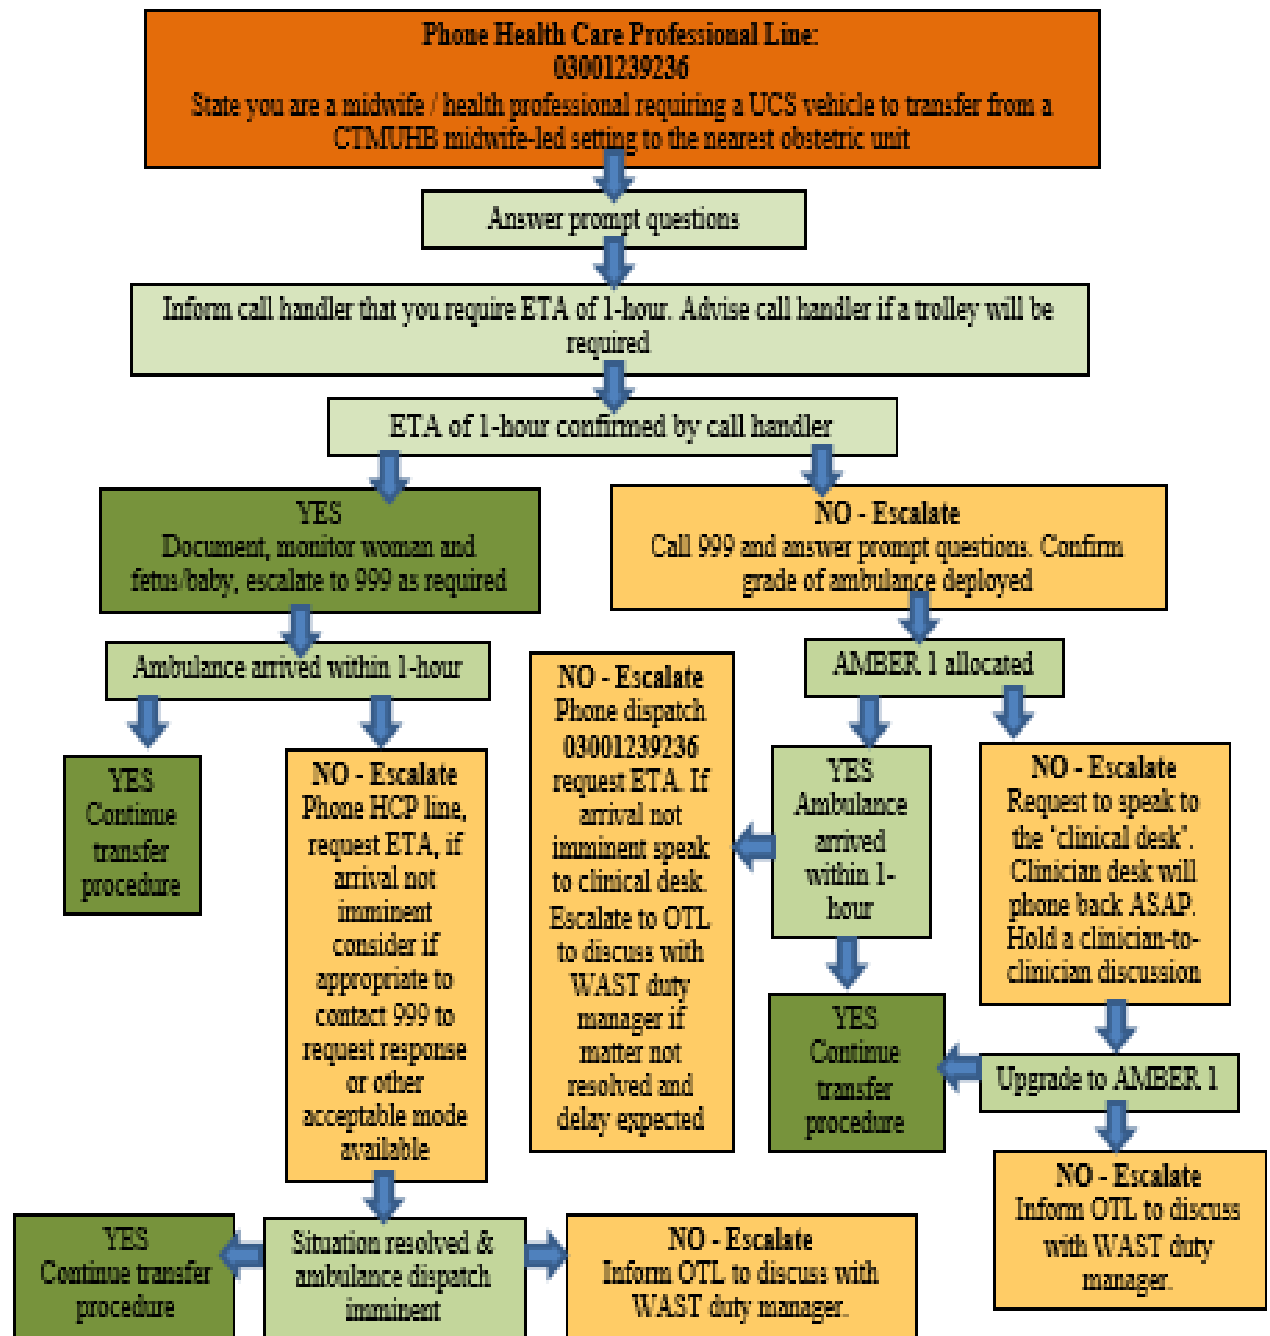 Phone Health Care Professional Line:
03001239236
State you are a midwife / health professional requiring a UCS vehicle to transfer from a
CTMUHB midwife-led setting to the nearest obstetric unit
Answer prompt questions
Inform call handler that you require ETA of 1-hour. Advise call handler if a trolley will be
required
ETA of 1-hour confirmed by call handler
YES
Document, monitor woman and
fetus/baby, escalate to 999 as required
NO - Escalate
Call 999 and answer prompt questions. Confirm
grade of ambulance deployed
Ambulance arrived within 1-hour
AMBER 1 allocated
YES
Continue
transfer
procedure
NO - Escalate
Phone HCP line,
request ETA, if
arrival not
imminent
consider if
appropriate to
contact 999 to
request response
or other
acceptable mode
available
NO - Escalate
Phone dispatch
03001239236
request ETA. If
arrival not
imminent speak
to clinical desk.
Escalate to OTL
to discuss with
WAST duty
manager if
matter not
resolved and
delay expected
YES
Ambulance
arrived
within 1-
hour
NO - Escalate
Request to speak to
the 'clinical desk'.
Clinician desk will
phone back ASAP.
Hold a clinician-to-
clinician discussion
YES
Continue
transfer
procedure
Upgrade to AMBER 1
NO - Escalate
Inform OTL to discuss
with WAST duty
manager.
YES
Continue transfer
procedure
Situation resolved &
ambulance dispatch
imminent
NO - Escalate
Inform OTL to discuss with
WAST duty manager.